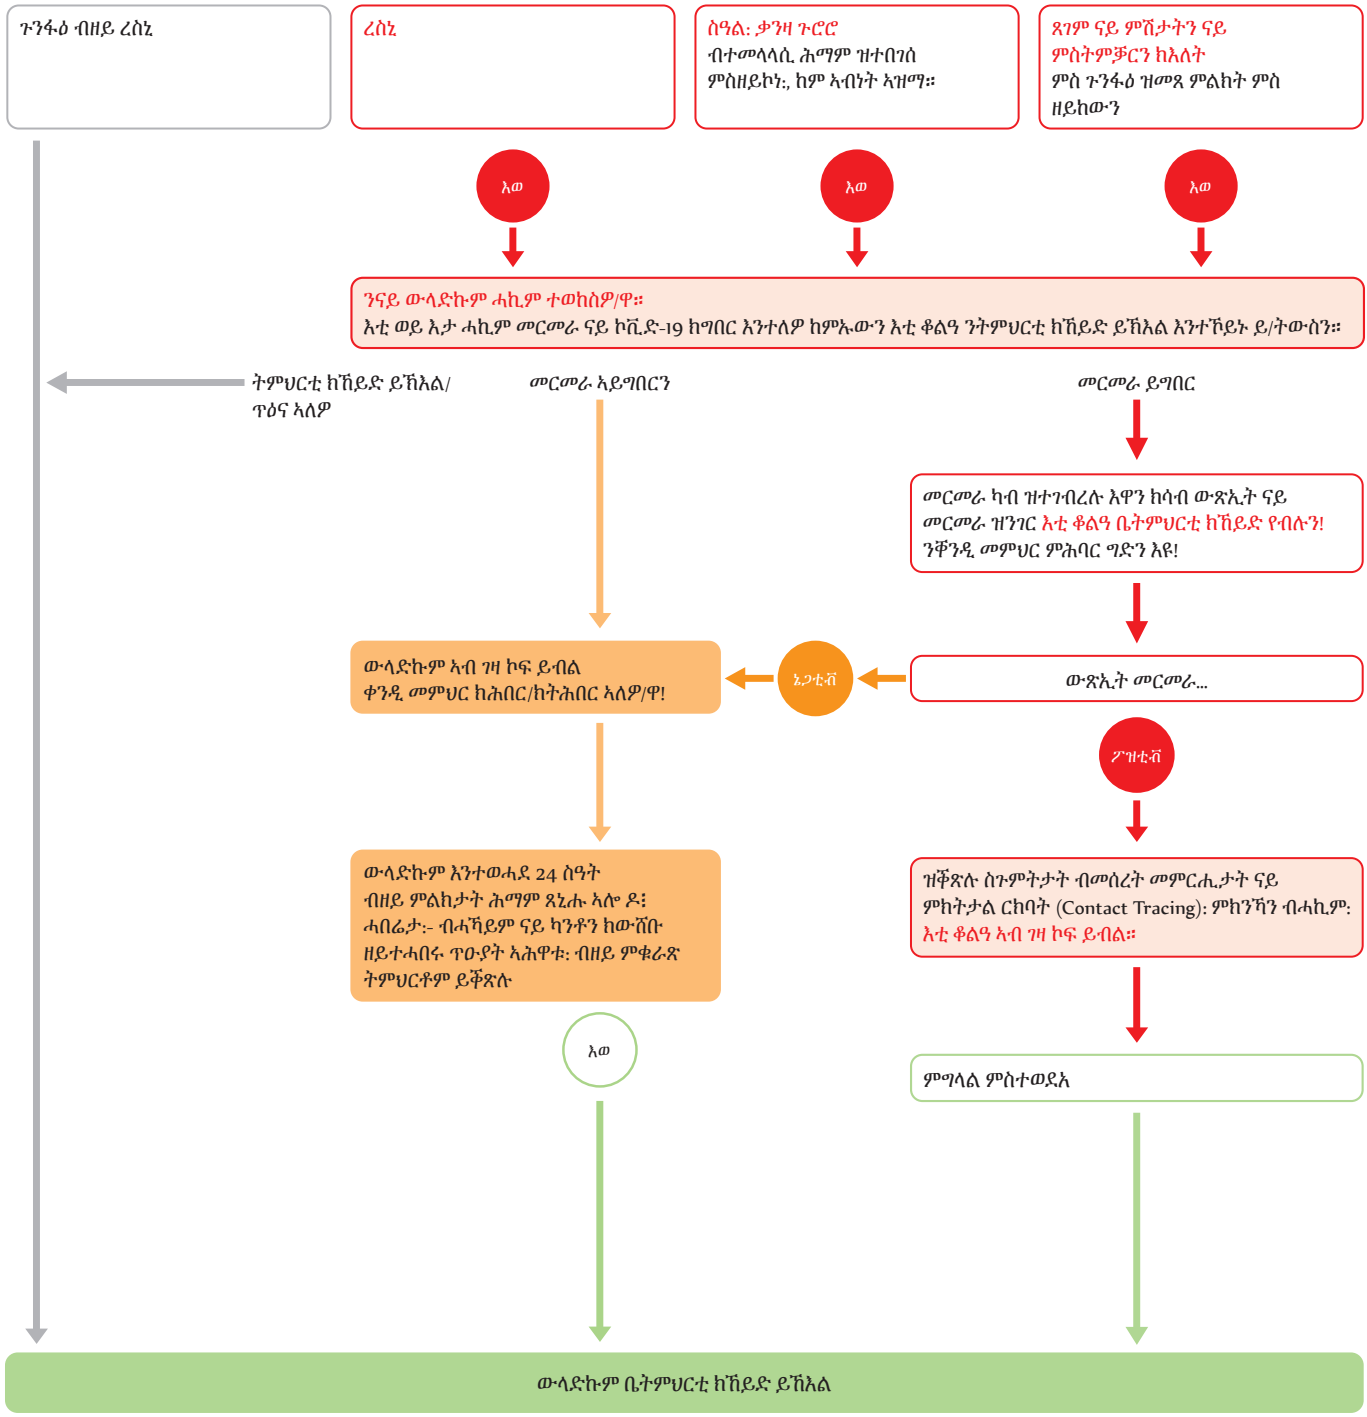 ጉንፋዕ ብዘይ ረስኒ
ረስኒ
ስዓል: ቃንዛ ጉሮሮ
ብተመላላሲ ሕማም ዝተበገሰ
ምስዘይኮነ:, ከም ኣብነት ኣዝማ።
ጸገም ናይ ምሽታትን ናይ
ምስትምቓርን ክእለት
ምስ ጉንፋዕ ዝመጻ ምልክት ምስ
ዘይከውን
እወ
እወ
እወ
ንናይ ውላድኩም ሓኪም ተወከስዎ/ዋ።
እቲ ወይ እታ ሓኪም መርመራ ናይ ኮቪድ-19 ክግበር እንተለዎ ከምኡውን እቲ ቆልዓ ንትምህርቲ ክኸይድ ይኽእል እንተኾይኑ ይ/ትውስን።
ትምህርቲ ክኸይድ ይኽእል/
ጥዕና ኣለዎ
መርመራ ኣይግበርን
መርመራ ይግበር
መርመራ ካብ ዝተገብረሉ እዋን ክሳብ ውጽኢት ናይ
መርመራ ዝንገር እቲ ቆልዓ ቤትምህርቲ ክኸይድ የብሉን!
ንቐንዲ መምህር ምሕባር ግድን እዩ!
ውላድኩም ኣብ ገዛ ኮፍ ይብል
ቀንዲ መምህር ክሕበር/ክትሕበር ኣለዎ/ዋ!
ኔጋቲቭ
ውጽኢት መርመራ...
ፖዝቲቭ
ውላድኩም እንተወሓደ 24 ስዓት
ብዘይ ምልክታት ሕማም ጸኒሑ ኣሎ ዶ፧
ሓበሬታ:- ብሓኻይም ናይ ካንቶን ክውሸቡ
ዘይተሓበሩ ጥዑያት ኣሕዋቱ: ብዘይ ምቁራጽ
ትምህርቶም ይቕጽሉ
ዝቕጽሉ ስጉምትታት ብመሰረት መምርሒታት ናይ
ምክትታል ርክባት (Contact Tracing): ምክንኻን ብሓኪም:
እቲ ቆልዓ ኣብ ገዛ ኮፍ ይብል።
እወ
ምግላል ምስተወደአ
ውላድኩም ቤትምህርቲ ክኸይድ ይኽእል